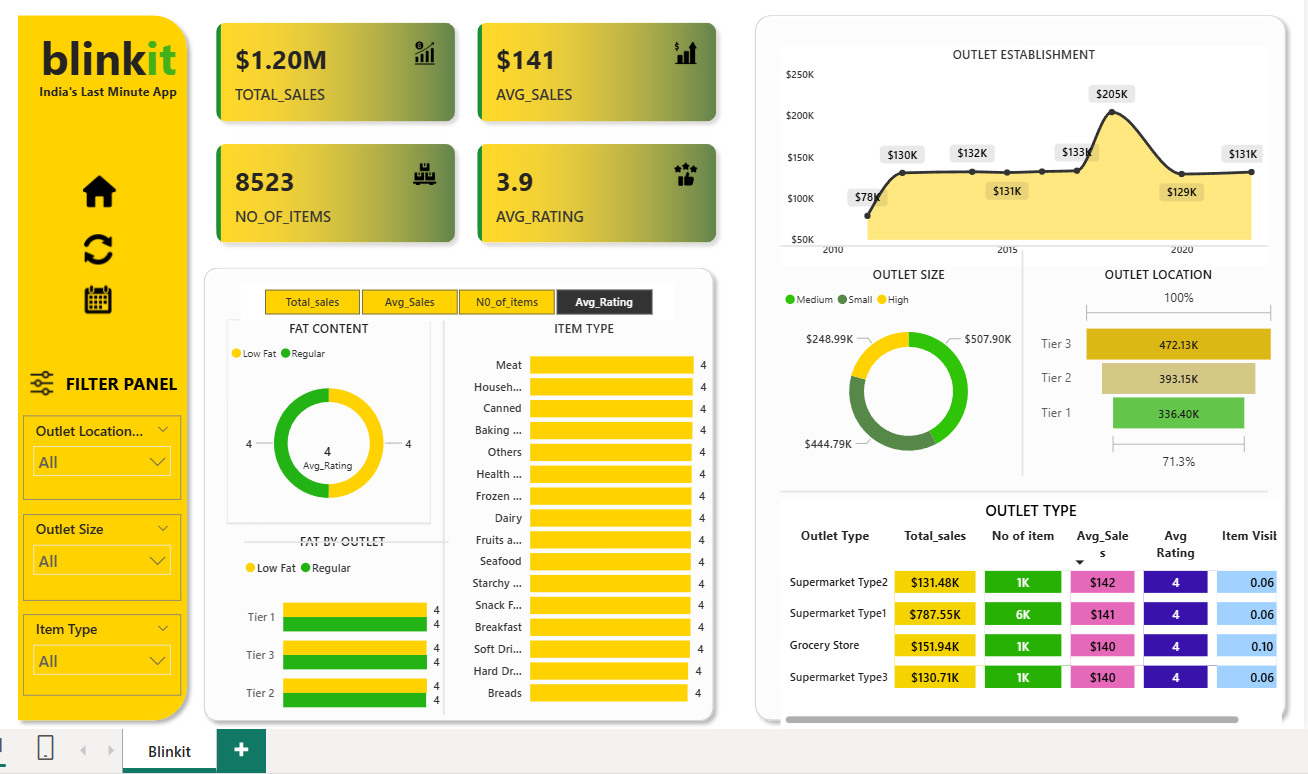 blinkit
India's Last Minute App
FILTER PANEL
Outlet Location...
All
Outlet Size
All
Item Type
All
$1.20M
TOTAL_SALES
$141
AVG_SALES
8523
NO_OF_ITEMS
3.9
AVG_RATING
Total_sales Avg_Sales N0_of_items Avg_Rating
FAT CONTENT
Low Fat Regular
4 4
4
Avg_Rating
FAT BY OUTLET
Low Fat Regular
Tier 1 4
4
Tier 3 4
4
Tier 2 4
4
ITEM TYPE
Meat 4
Househ... 4
Canned 4
Baking ... 4
Others 4
Health ... 4
Frozen ... 4
Dairy 4
Fruits a... 4
Seafood 4
Starchy ... 4
Snack F... 4
Breakfast 4
Soft Dri... 4
Hard Dr... 4
Breads 4
OUTLET ESTABLISHMENT
$250K
$200K
$150K
$100K
$50K
$78K $130K $132K $131K $133K $205K $129K $131K
2010 2015 2020
OUTLET SIZE
Medium Small High
$248.99K $507.90K
$444.79K
OUTLET LOCATION
100%
Tier 3 472.13K
Tier 2 393.15K
Tier 1 336.40K
71.3%
OUTLET TYPE
Outlet Type Total_sales No of item Avg_Sale Avg Item Visib
s Rating
Supermarket Type2 $131.48K 1K $142 4 0.06
Supermarket Type1 $787.55K 6K $141 4 0.06
Grocery Store $151.94K 1K $140 4 0.10
Supermarket Type3 $130.71K 1K $140 4 0.06
Blinkit